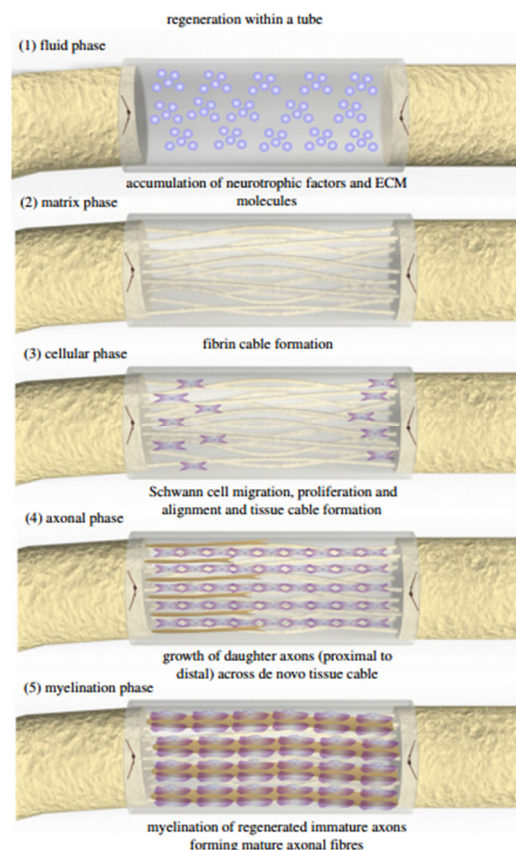 regeneration within a tube
(1) fluid phase
accumulation of neurotrophic factors and ECM
molecules
(2) matrix phase
fibrin cable formation
(3) cellular phase
Schwann cell migration, proliferation and
alignment and tissue cable formation
(4) axonal phase
growth of daughter axons (proximal to
distal) across de novo tissue cable
(5) myelination phase
myelination of regenerated immature axons
forming mature axonal fibres